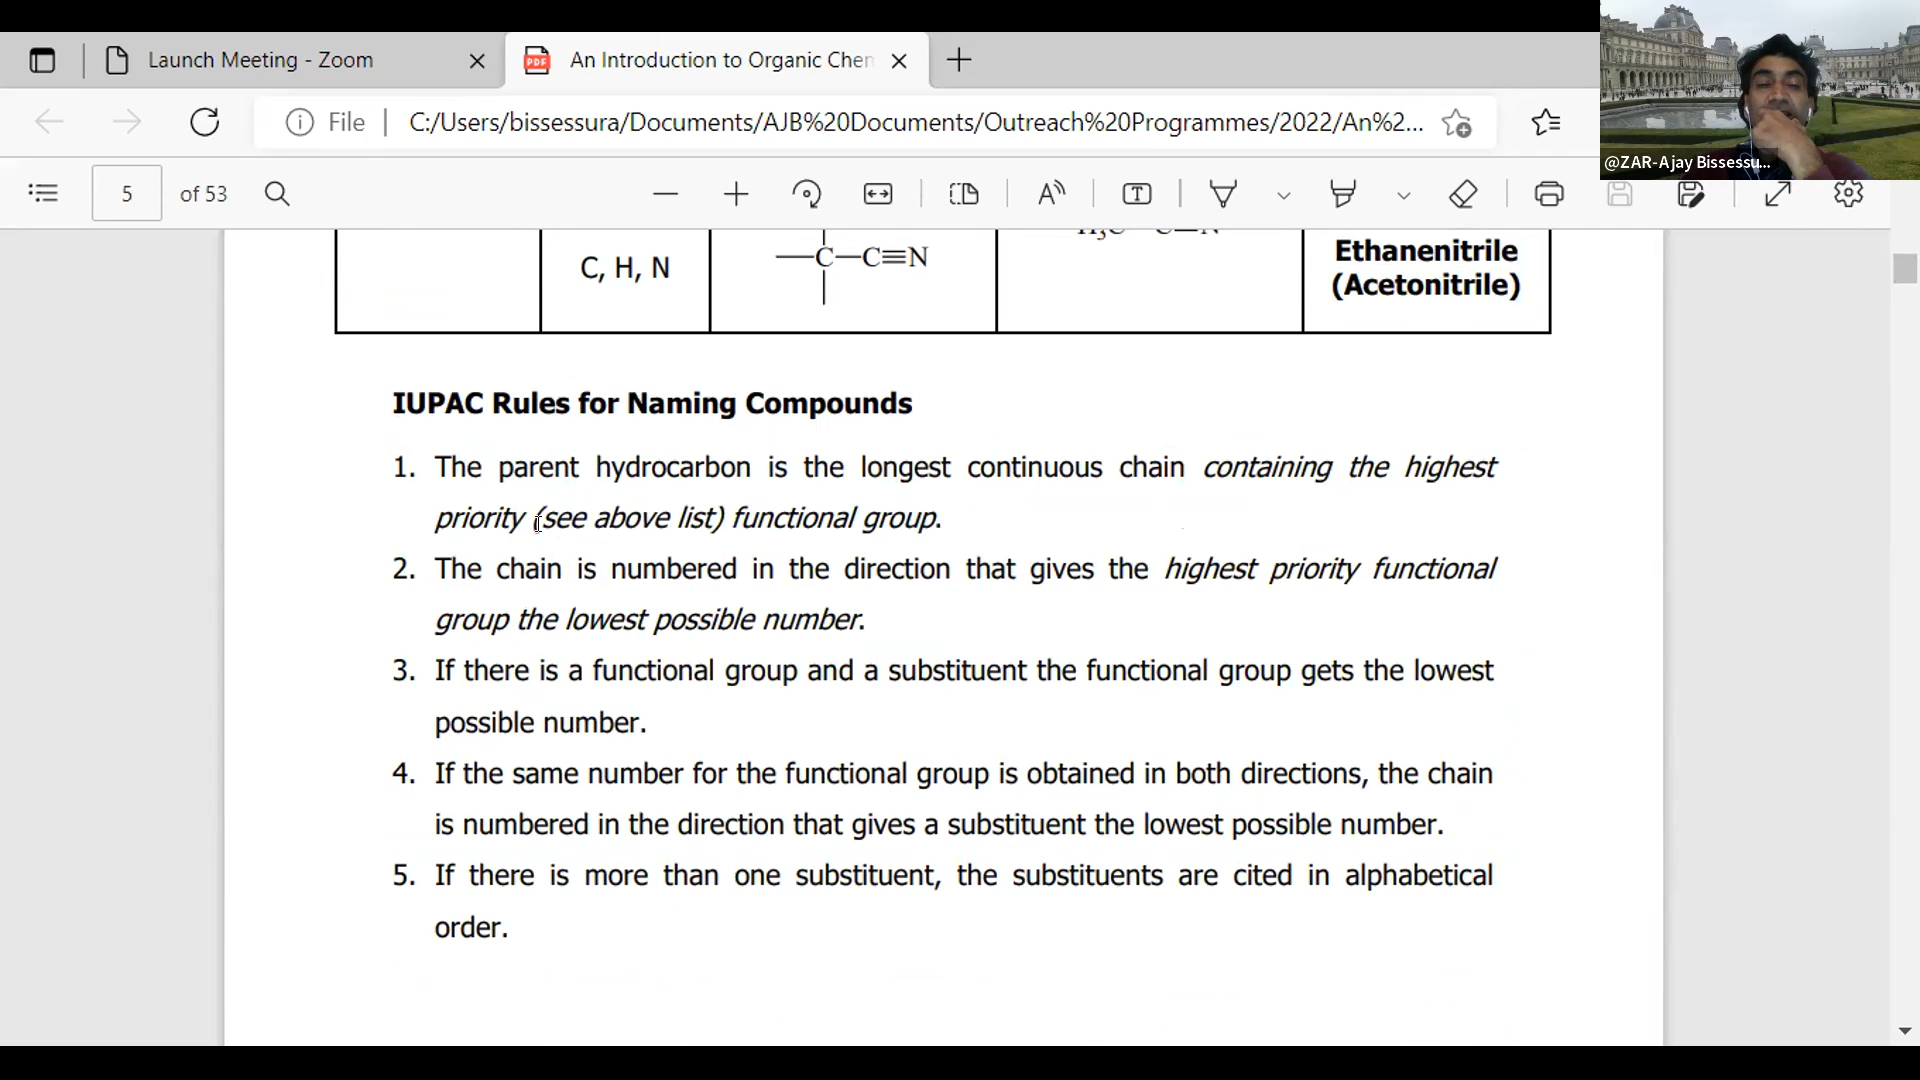 Launch Meeting - Zoom
An Introduction to Organic Chem
File
C:/Users/bissessura/Documents/AJB%20Documents/Outreach%20Programmes/2022/An%2...
@ZAR-Ajay Bissessu...
5 of 53
C, H, N
—C—C≡N
Ethanenitrile
(Acetonitrile)
IUPAC Rules for Naming Compounds
1. The parent hydrocarbon is the longest continuous chain containing the highest
priority (see above list) functional group.
2. The chain is numbered in the direction that gives the highest priority functional
group the lowest possible number.
3. If there is a functional group and a substituent the functional group gets the lowest
possible number.
4. If the same number for the functional group is obtained in both directions, the chain
is numbered in the direction that gives a substituent the lowest possible number.
5. If there is more than one substituent, the substituents are cited in alphabetical
order.